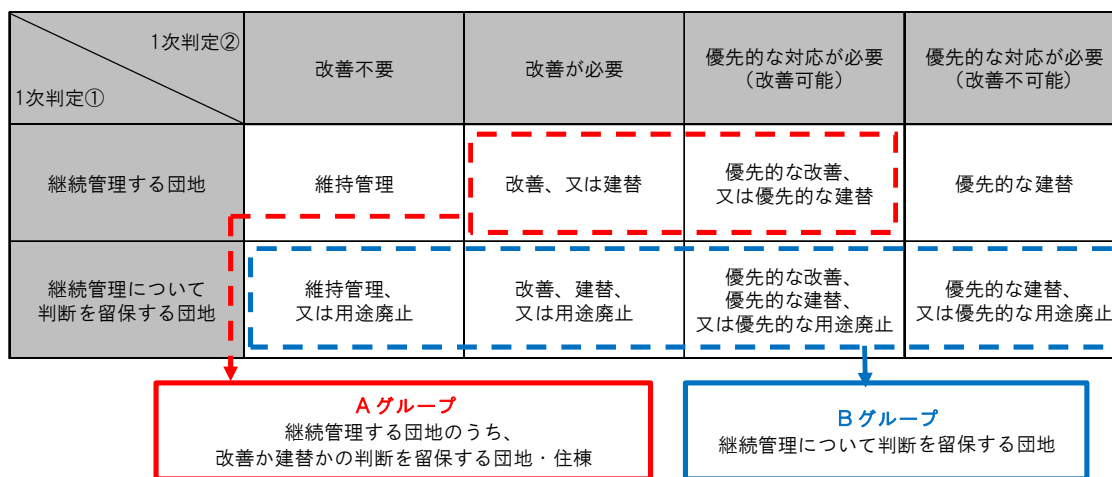 1次判定②
1次判定①
改善不要
改善が必要
優先的な対応が必要
（改善可能）
優先的な対応が必要
（改善不可能）
継続管理する団地
維持管理
改善、又は建替
優先的な改善、
又は優先的な建替
優先的な建替
継続管理について
判断を留保する団地
維持管理、
又は用途廃止
改善、建替、
又は用途廃止
優先的な改善、
優先的な建替、
又は優先的な用途廃止
優先的な建替、
又は優先的な用途廃止
Aグループ
継続管理する団地のうち、
改善か建替かの判断を留保する団地・住棟
Bグループ
継続管理について判断を留保する団地